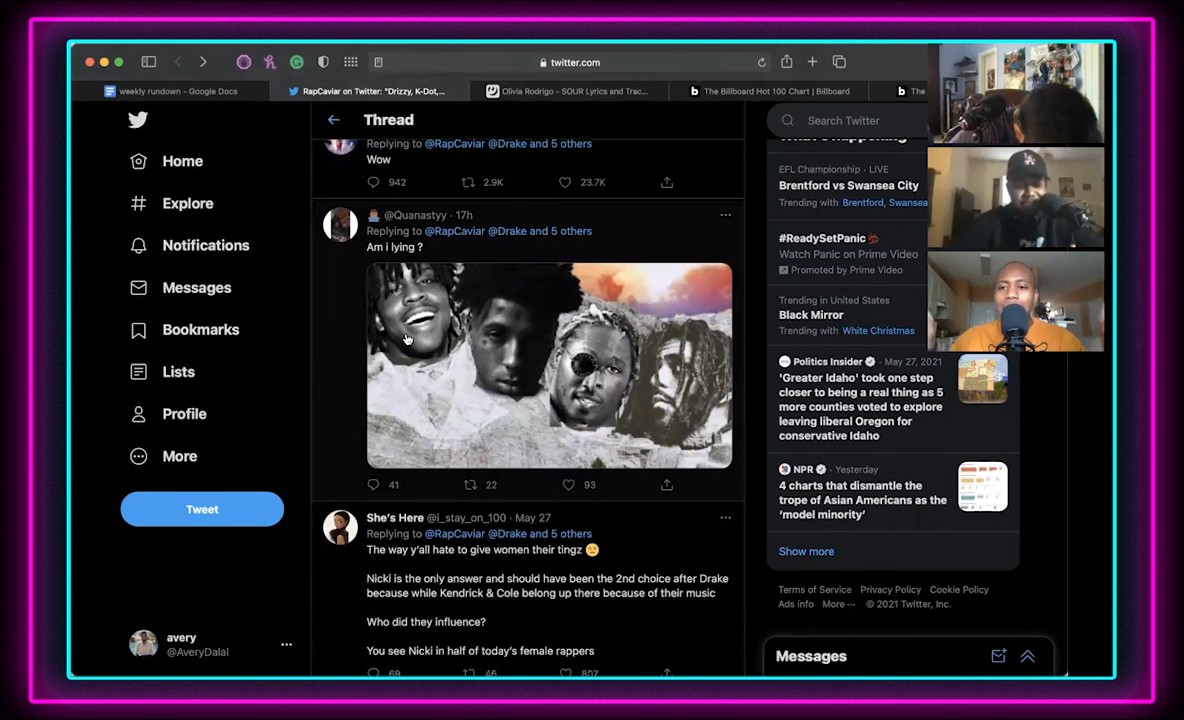 twitter.com
weekly rundown - Google Docs
RapCaviar on Twitter: "Drizzy, K-Dot,...
Olivia Rodrigo - SOUR Lyrics and Trac...
The Billboard Hot 100 Chart | Billboard
The
Home
Explore
Notifications
Messages
Bookmarks
Lists
Profile
More
Tweet
avery
@AveryDalal
Thread
Replying to @RapCaviar @Drake and 5 others
Wow
942 2.9K 23.7K
@Quanastyy · 17h
Replying to @RapCaviar @Drake and 5 others
Am i lying ?
41 22 93
She's Here @i_stay_on_100 · May 27
Replying to @RapCaviar @Drake and 5 others
The way y'all hate to give women their tingz
Nicki is the only answer and should have been the 2nd choice after Drake
because while Kendrick & Cole belong up there because of their music
Who did they influence?
You see Nicki in half of today's female rappers
69 46 807
Search Twitter
What's happening
EFL Championship · LIVE
Brentford vs Swansea City
Trending with Brentford, Swansea
#ReadySetPanic
Watch Panic on Prime Video
Promoted by Prime Video
Trending in United States
Black Mirror
Trending with White Christmas
Politics Insider · May 27, 2021
'Greater Idaho' took one step
closer to being a real thing as 5
more counties voted to explore
leaving liberal Oregon for
conservative Idaho
NPR · Yesterday
4 charts that dismantle the
trope of Asian Americans as the
'model minority'
Show more
Terms of Service Privacy Policy Cookie Policy
Ads info More ··· © 2021 Twitter, Inc.
Messages